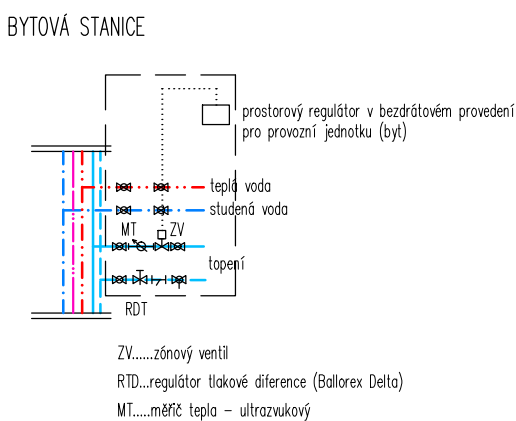 BYTOVÁ STANICE
prostorový regulátor v bezdrátovém provedení
pro provozní jednotku (byt)
teplá voda
studená voda
MT
ZV
topení
RDT
ZV......zónový ventil
RTD...regulátor tlakové diference (Ballorex Delta)
MT.....měřič tepla – ultrazvukový